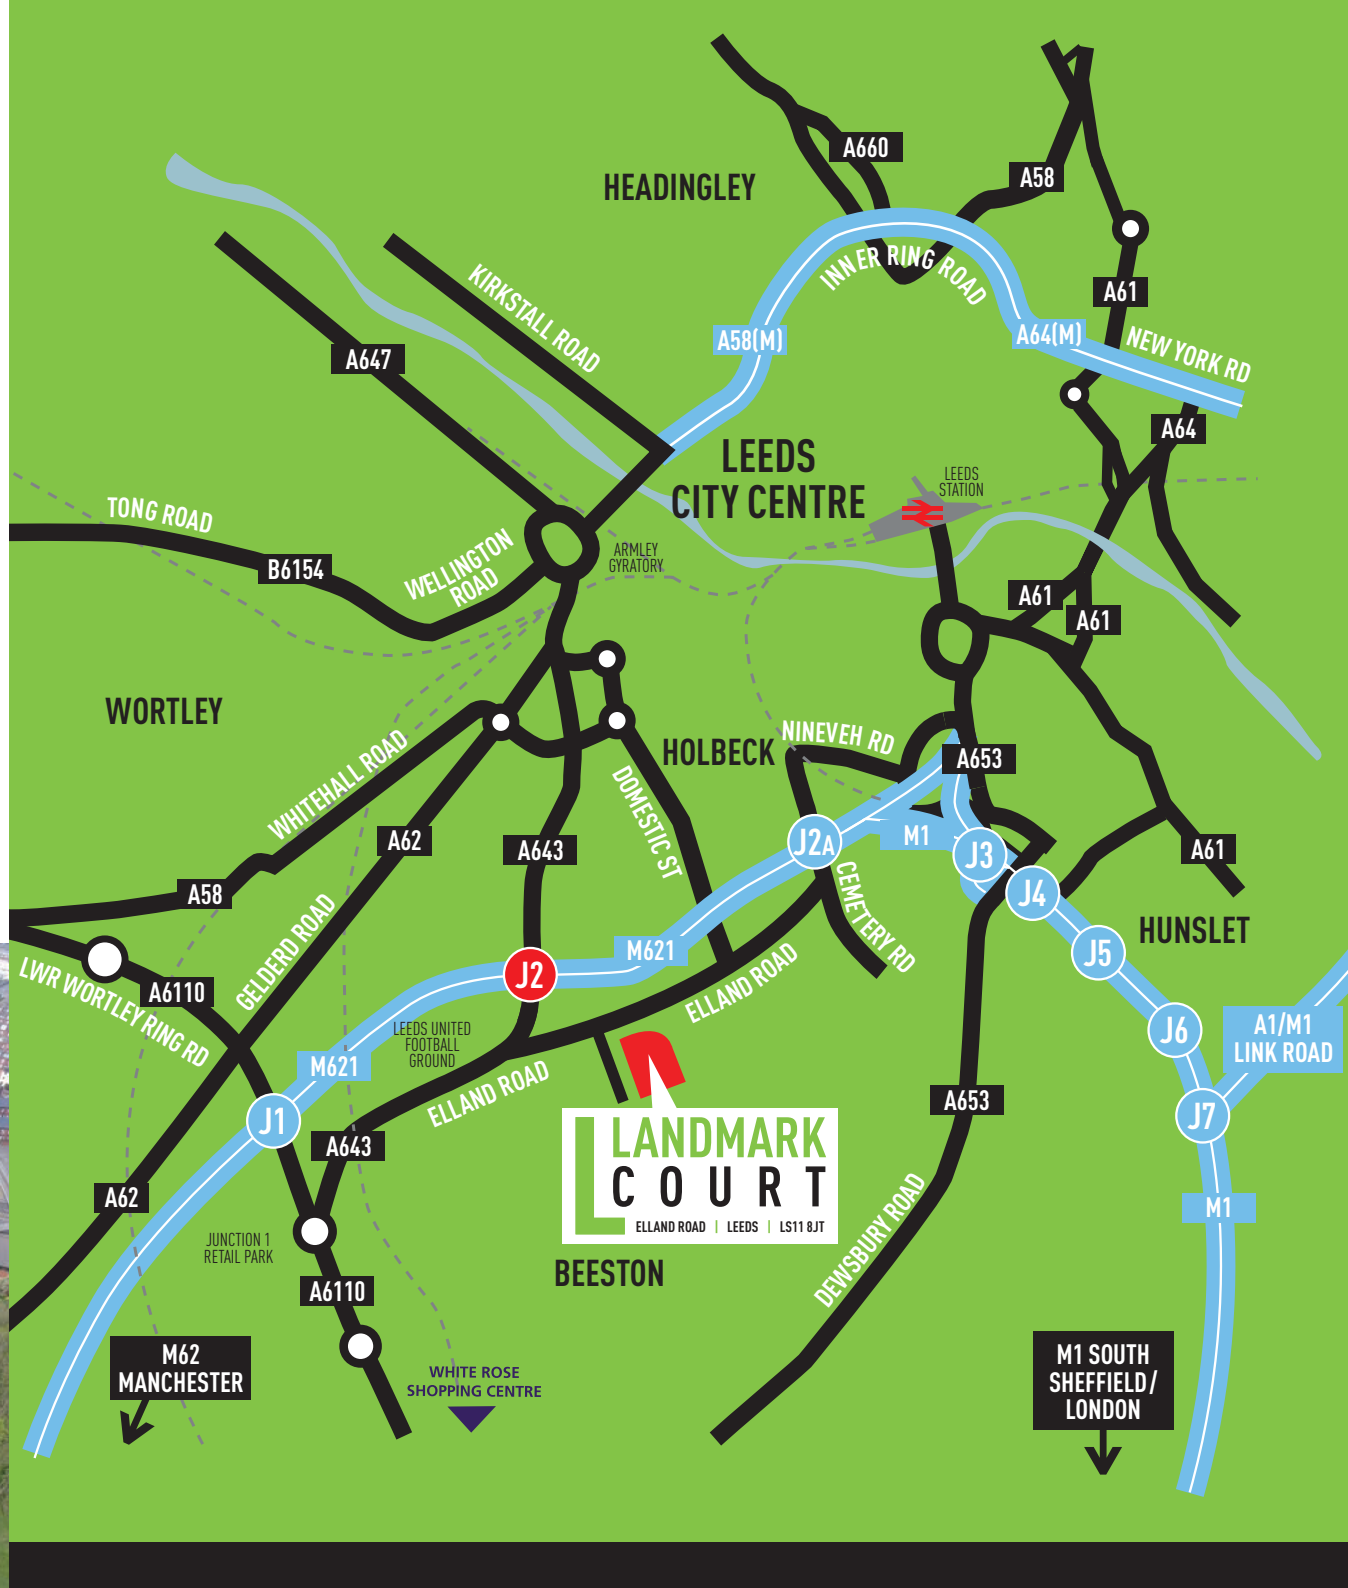 A660
HEADINGLEY
A58
KIRKSTALL ROAD
INNER RING ROAD
A61
A647
A58(M)
A64(M)
NEW YORK RD
A64
LEEDS
CITY CENTRE
LEEDS
STATION
TONG ROAD
B6154
WELLINGTON
ROAD
ARMLEY
GYRATORY
A61
A61
WORTLEY
WHITEHALL ROAD
HOLBECK
NINEVEH RD
A653
DOMESTIC ST
A62
A643
J2A
M1
J3
A61
CEMETERY RD
J4
A58
GELDERD ROAD
HUNSLET
M621
J5
LWR WORTLEY RING RD
A6110
J2
ELLAND ROAD
LEEDS UNITED
FOOTBALL
GROUND
J6
A1/M1
LINK ROAD
M621
ELLAND ROAD
A653
J1
J7
A643
LANDMARK
COURT
ELLAND ROAD | LEEDS | LS11 8JT
A62
M1
JUNCTION 1
RETAIL PARK
DEWSBURY ROAD
BEESTON
A6110
M62
MANCHESTER
WHITE ROSE
SHOPPING CENTRE
M1 SOUTH
SHEFFIELD/
LONDON